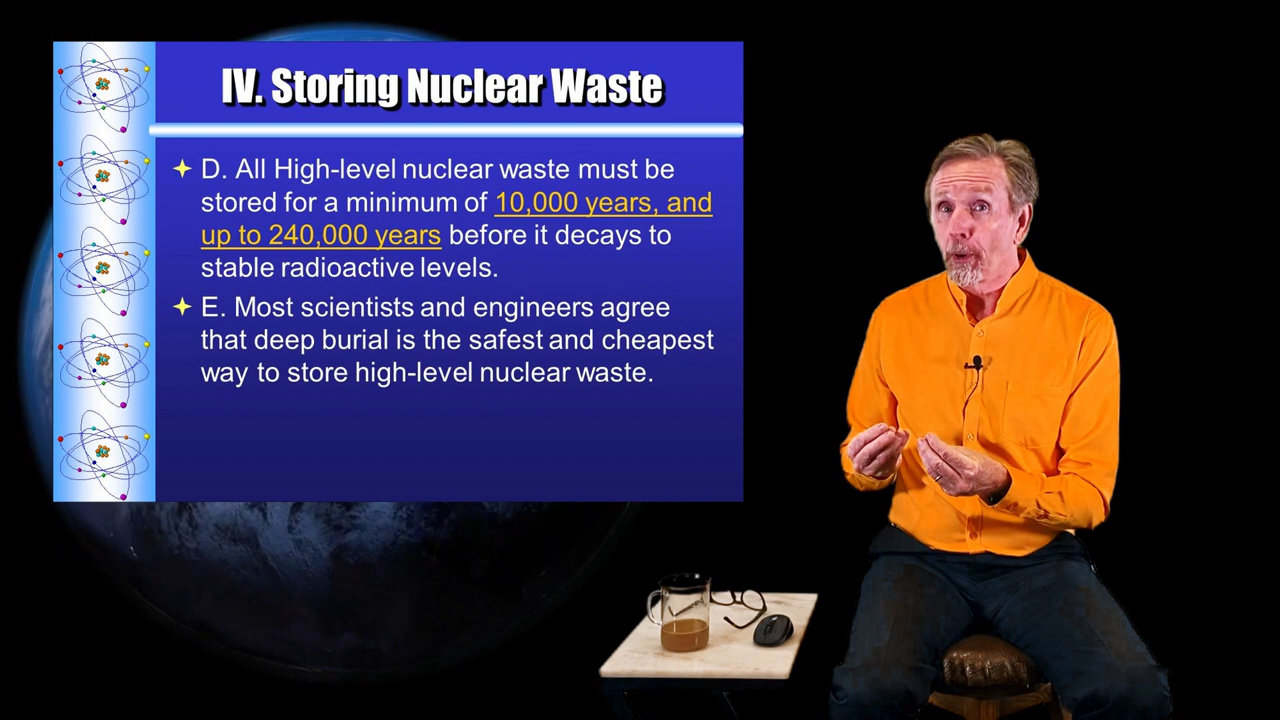 IV. Storing Nuclear Waste
D. All High-level nuclear waste must be
stored for a minimum of 10,000 years, and
up to 240,000 years before it decays to
stable radioactive levels.
E. Most scientists and engineers agree
that deep burial is the safest and cheapest
way to store high-level nuclear waste.